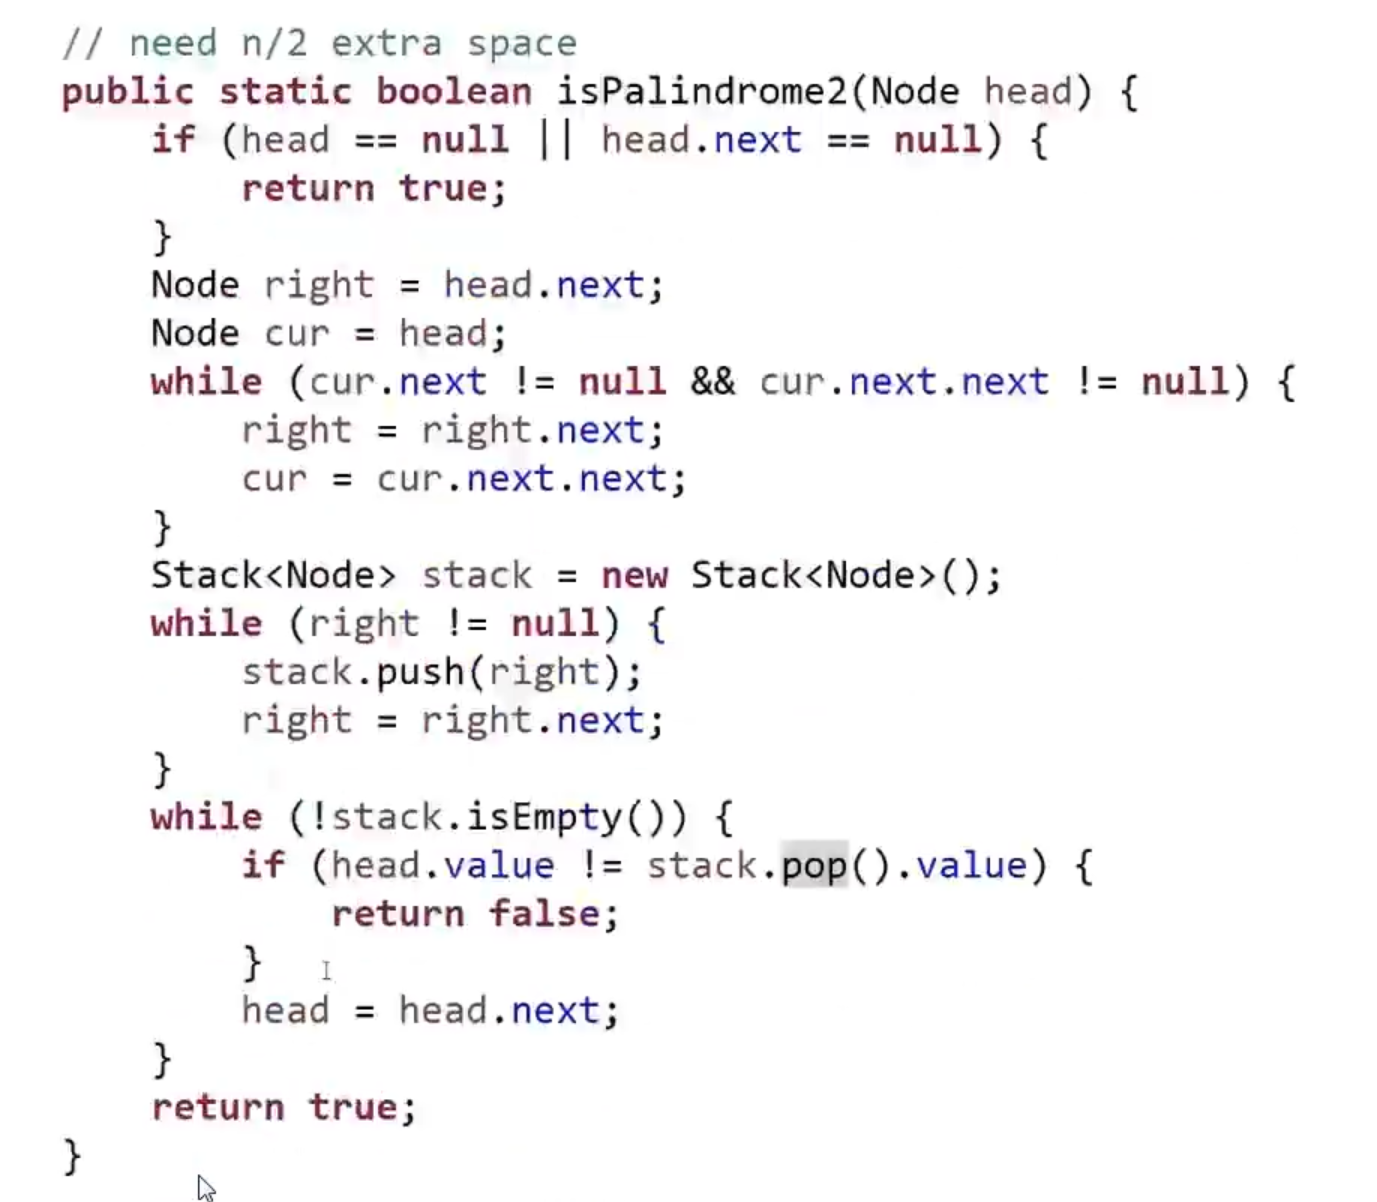 // need n/2 extra space
public static boolean isPalindrome2(Node head) {
    if (head == null || head.next == null) {
        return true;
    }
    Node right = head.next;
    Node cur = head;
    while (cur.next != null && cur.next.next != null) {
        right = right.next;
        cur = cur.next.next;
    }
    Stack<Node> stack = new Stack<Node>();
    while (right != null) {
        stack.push(right);
        right = right.next;
    }
    while (!stack.isEmpty()) {
        if (head.value != stack.pop().value) {
            return false;
        }
        head = head.next;
    }
    return true;
}